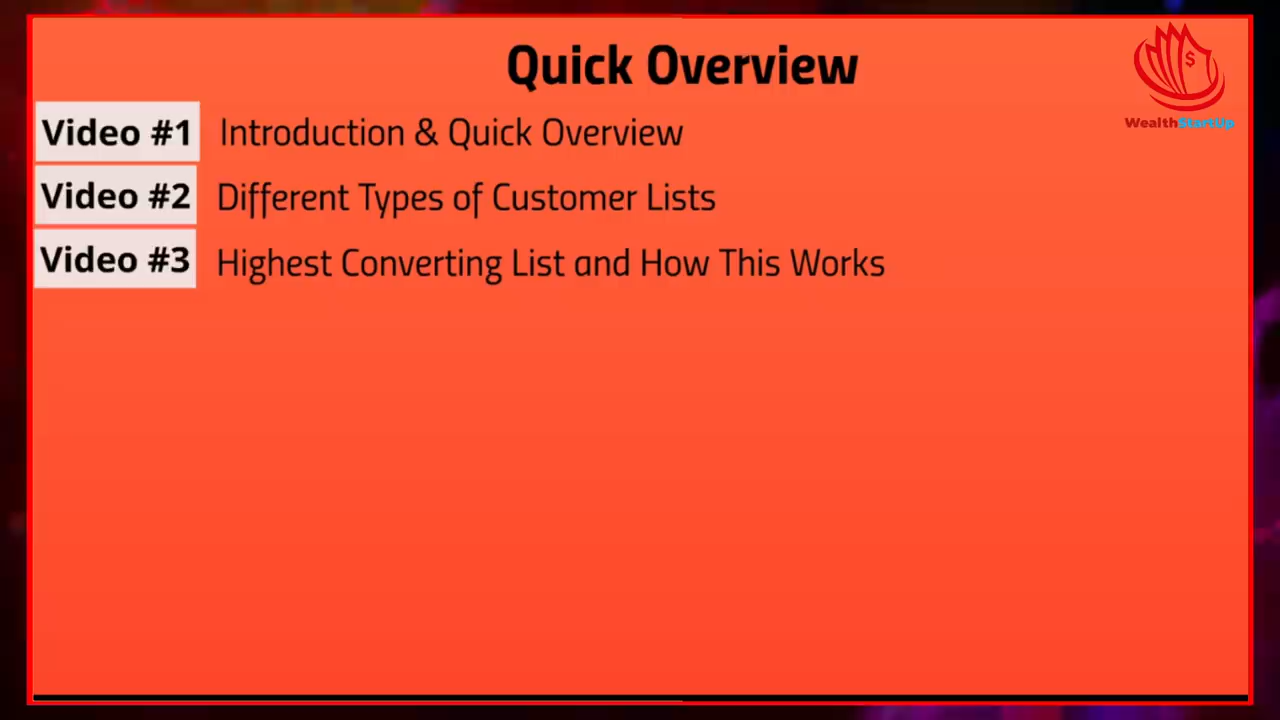 Quick Overview
$
WealthStartUp
Video #1 Introduction & Quick Overview
Video #2 Different Types of Customer Lists
Video #3 Highest Converting List and How This Works